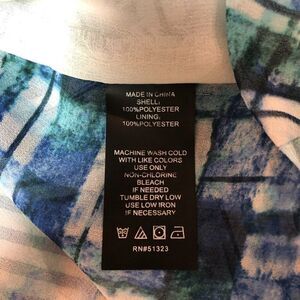 MADE IN CHINA
SHELL:
100%POLYESTER
LINING:
100%POLYESTER
MACHINE WASH COLD
WITH LIKE COLORS
USE ONLY
NON-CHLORINE
BLEACH
IF NEEDED
TUMBLE DRY LOW
USE LOW IRON
IF NECESSARY
RN#51323